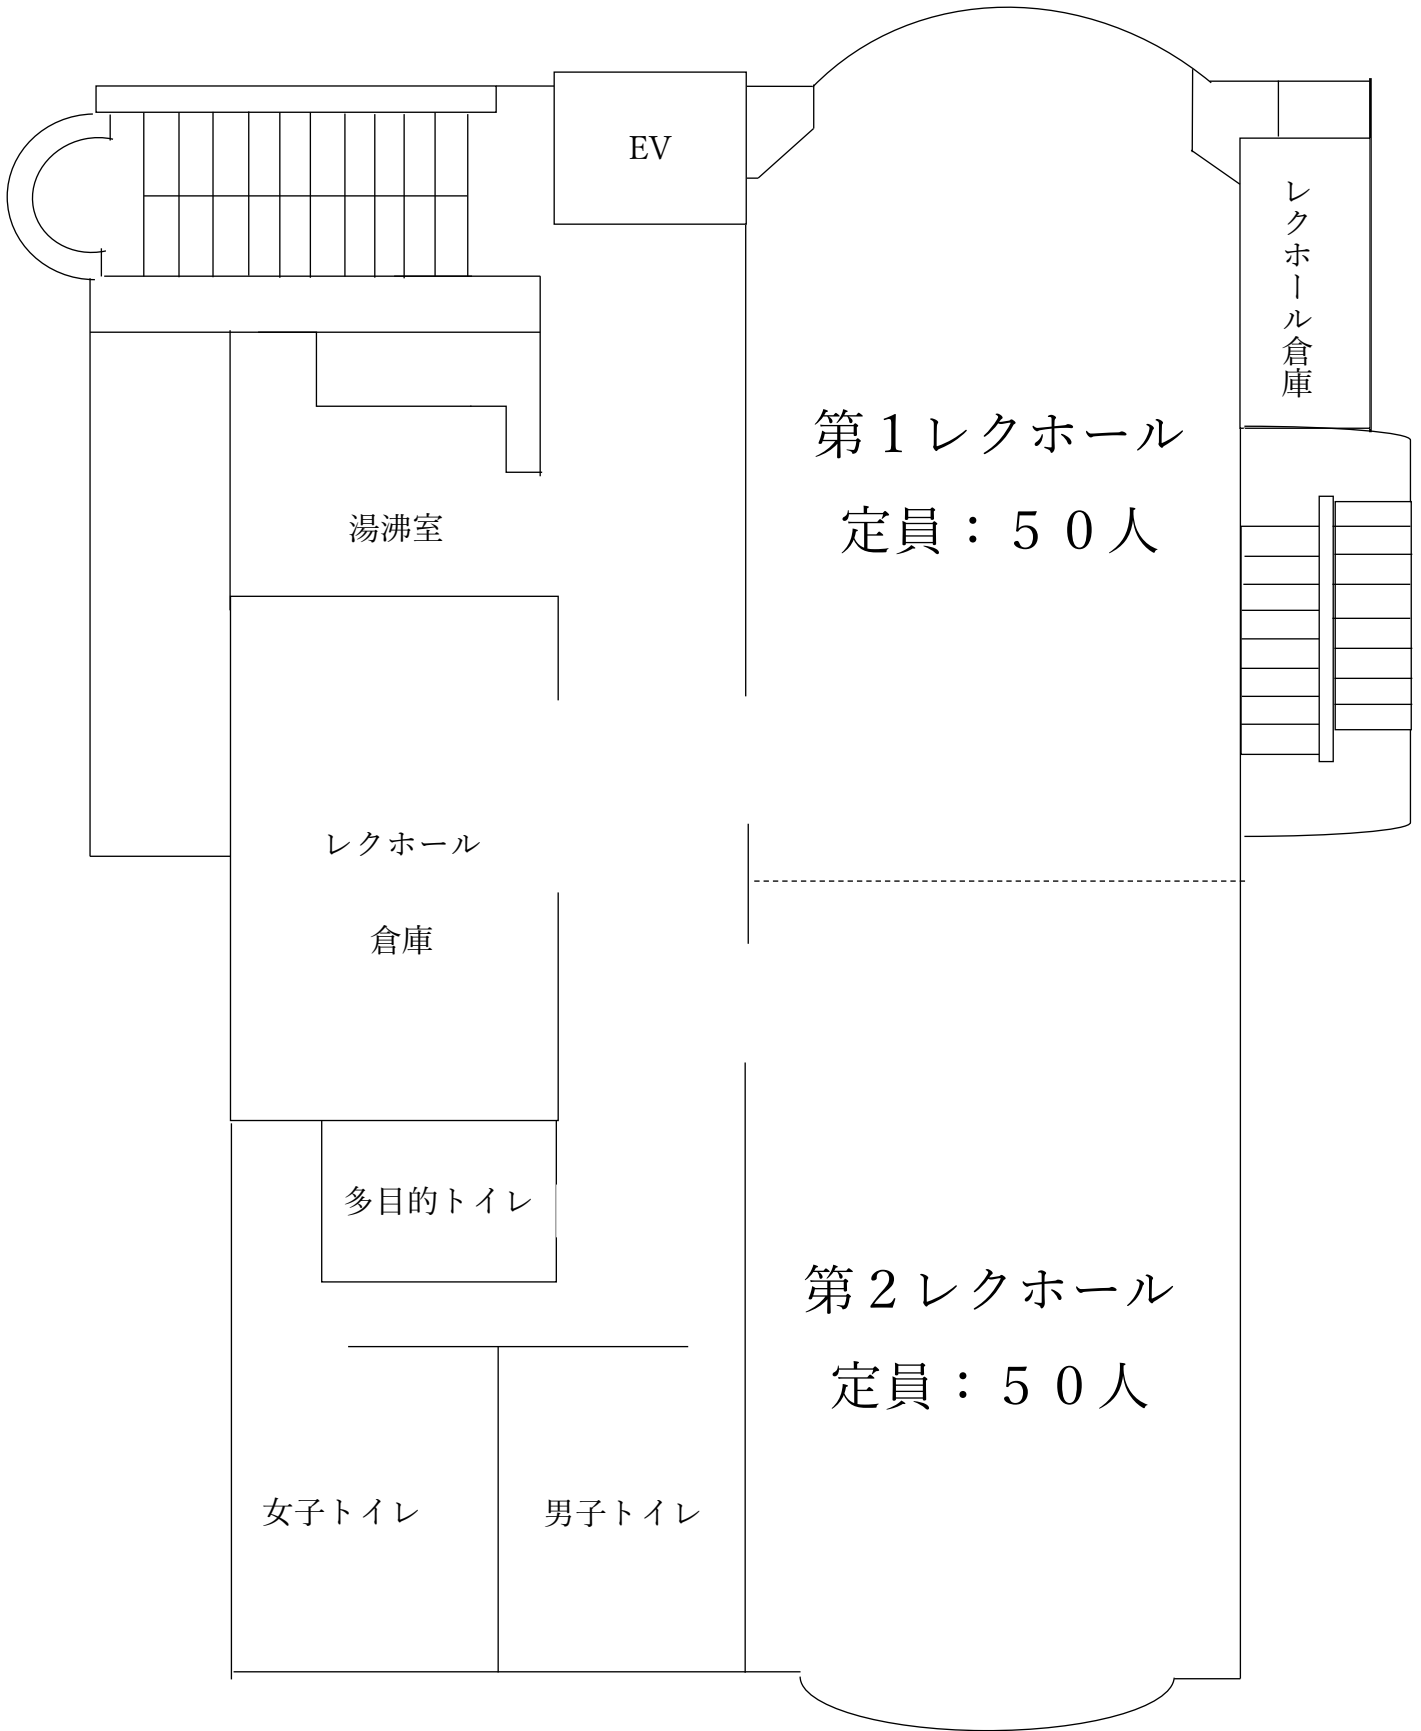 EV
レクホール倉庫
第１レクホール
定員：５０人
湯沸室
レクホール
倉庫
多目的トイレ
第２レクホール
定員：５０人
女子トイレ
男子トイレ